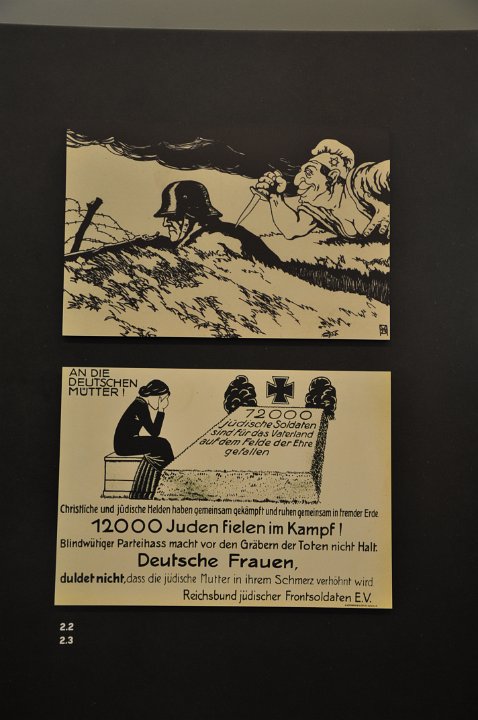 AN DIE
DEUTSCHEN
MÜTTER!
12000
jüdische Soldaten
sind für das Vaterland
auf dem Felde der Ehre
gefallen
Christliche und jüdische Helden haben gemeinsam gekämpft und ruhen gemeinsam in fremder Erde.
12000 Juden fielen im Kampf!
Blindwütiger Parteihass macht vor den Gräbern der Toten nicht Halt.
Deutsche Frauen,
duldet nicht, dass die jüdische Mutter in ihrem Schmerz verhöhnt wird.
Reichsbund jüdischer Frontsoldaten E.V.
2.2
2.3